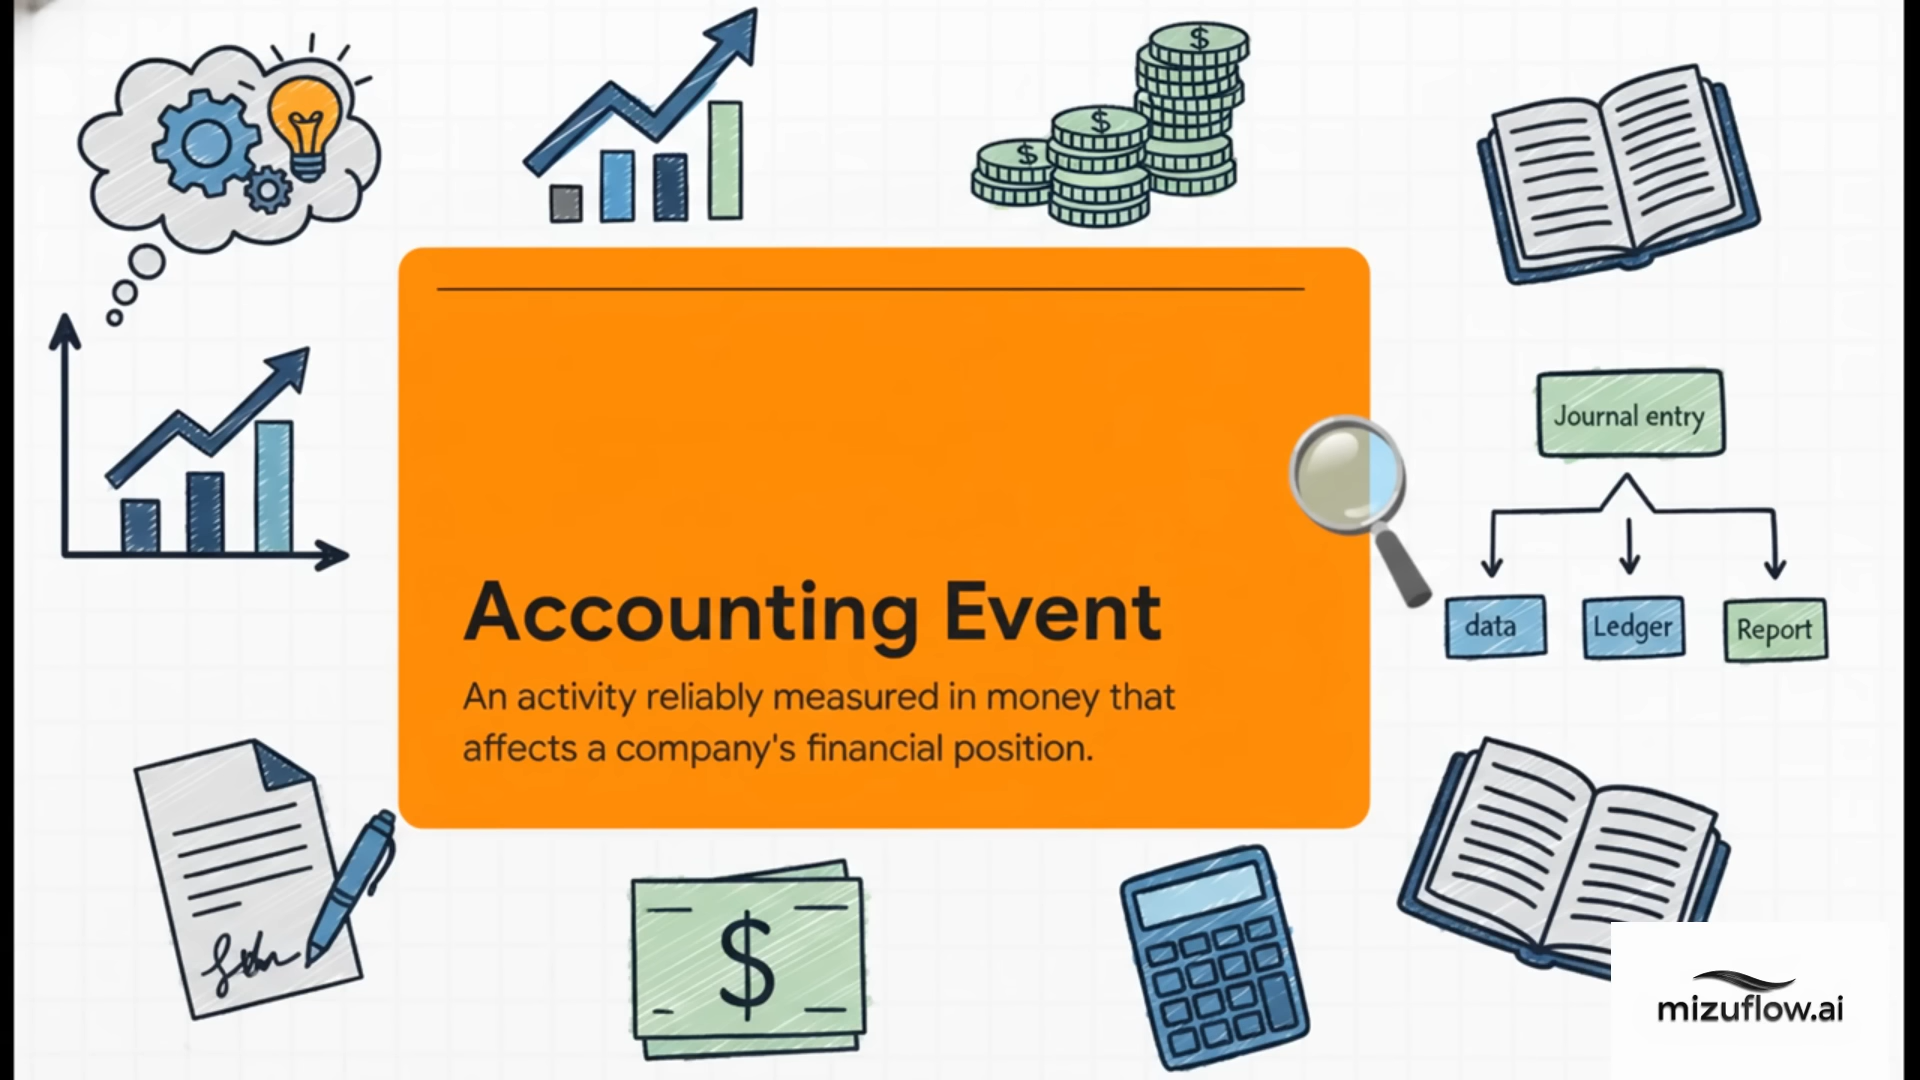 Accounting Event
An activity reliably measured in money that
affects a company's financial position.
$
$
$
Journal entry
data
Ledger
Report
$
mizuflow.ai